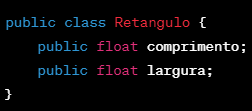 public class Retangulo {
    public float comprimento;
    public float largura;
}